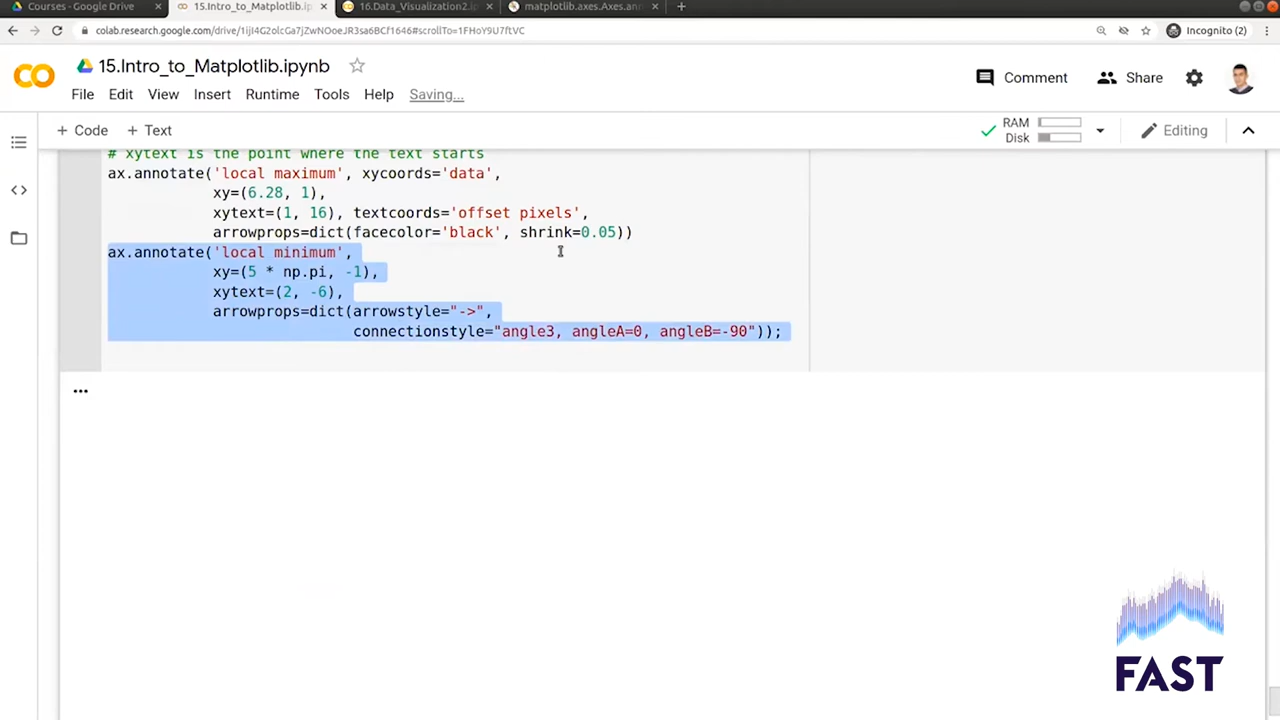 Courses - Google Drive
15.Intro_to_Matplotlib.ip
16.Data_Visualization2.i
matplotlib.axes.Axes.ann
colab.research.google.com/drive/1ijI4G2olcGa7jZwNOoeJR3sa6BCf1646#scrollTo=1FHoY9U7ftVC
Incognito (2)
CO
15.Intro_to_Matplotlib.ipynb
Comment
Share
File Edit View Insert Runtime Tools Help Saving...
+ Code + Text
RAM
Disk
Editing
# xytext is the point where the text starts
ax.annotate('local maximum', xycoords='data',
xy=(6.28, 1),
xytext=(1, 16), textcoords='offset pixels',
arrowprops=dict(facecolor='black', shrink=0.05))
ax.annotate('local minimum',
xy=(5 * np.pi, -1),
xytext=(2, -6),
arrowprops=dict(arrowstyle="->",
connectionstyle="angle3, angleA=0, angleB=-90"));
...
FAST